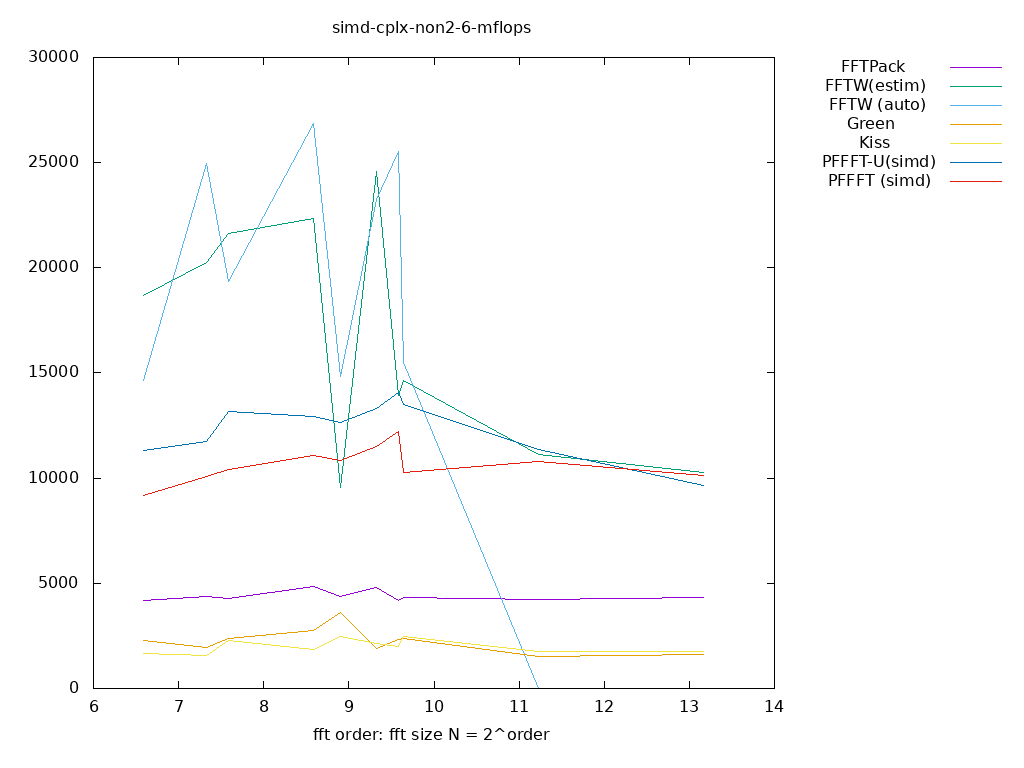 simd-cplx-non2-6-mflops
30000
25000
20000
15000
10000
5000
0
6 7 8 9 10 11 12 13 14
fft order: fft size N = 2^order
FFTPack
FFTW(estim)
FFTW (auto)
Green
Kiss
PFFFT-U(simd)
PFFFT (simd)